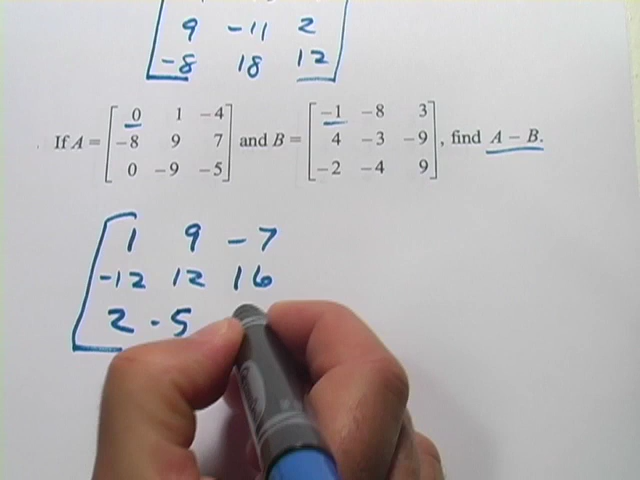 9 -11 2
-8 18 12
If A = [ 0 1 -4 ] and B = [ -1 -8 3 ], find A - B.
-8 9 7 4 -3 -9
0 -9 -5 -2 -4 9
1 9 -7
-12 12 16
2 -5